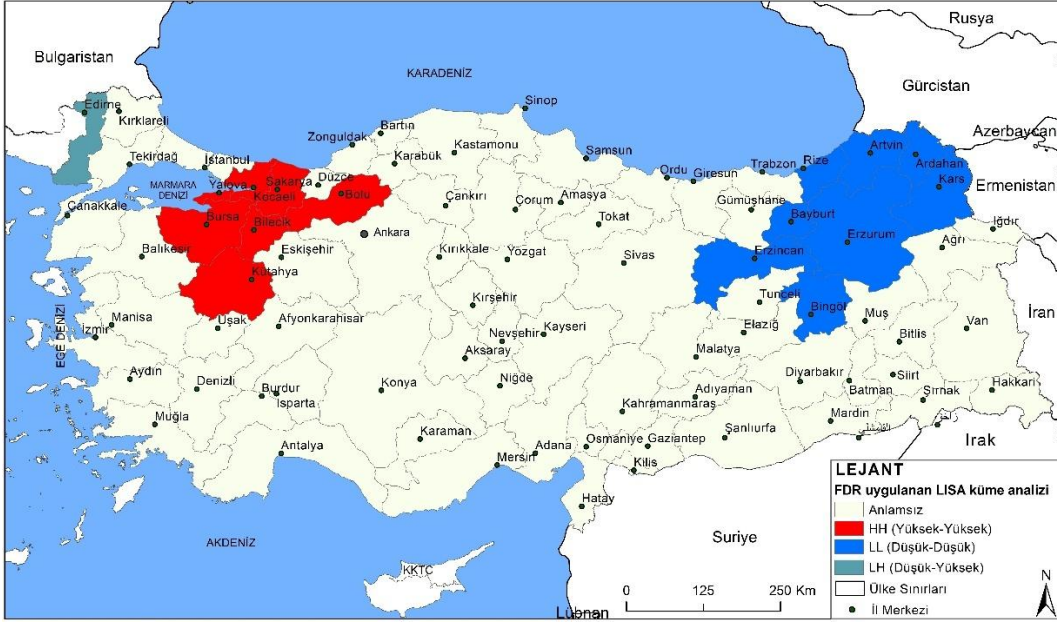 Rusya
Bulgaristan
KARADENİZ
Gürcistan
Sinop
Edirne
Kırklareli
Bartın
Zonguldak
Kastamonu
Azerbaycan
Artvin
Ardahan
Tekirdağ
İstanbul
Karabük
Samsun
Ordu
Giresun
Trabzon
Rize
Kars
Ermenistan
MARMARA
DENİZİ
Yalova
Sakarya
Kocaeli
Düzce
Bolu
Çankırı
Çorum
Amasya
Tokat
Gümüşhane
Bayburt
Çanakkale
Bursa
Bilecik
Ankara
Erzurum
Iğdır
Ağrı
Balıkesir
Eskişehir
Kırıkkale
Yozgat
Sivas
Erzincan
Kütahya
Tunceli
Bingöl
İran
EGE DENİZİ
Manisa
İzmir
Uşak
Afyonkarahisar
Kırşehir
Nevşehir
Kayseri
Elazığ
Muş
Bitlis
Van
Aksaray
Malatya
Aydın
Denizli
Burdur
Isparta
Konya
Niğde
Diyarbakır
Batman
Siirt
Şırnak
Hakkari
Adıyaman
Kahramanmaraş
Mardin
Muğla
Antalya
Karaman
Mersin
Adana
Osmaniye
Gaziantep
Şanlıurfa
Kilis
Irak
Hatay
Suriye
AKDENİZ
KKTC
Lübnan
0 125 250 Km
LEJANT
FDR uygulanan LISA küme analizi
Anlamsız
HH (Yüksek-Yüksek)
LL (Düşük-Düşük)
LH (Düşük-Yüksek)
Ülke Sınırları
İl Merkezi
N